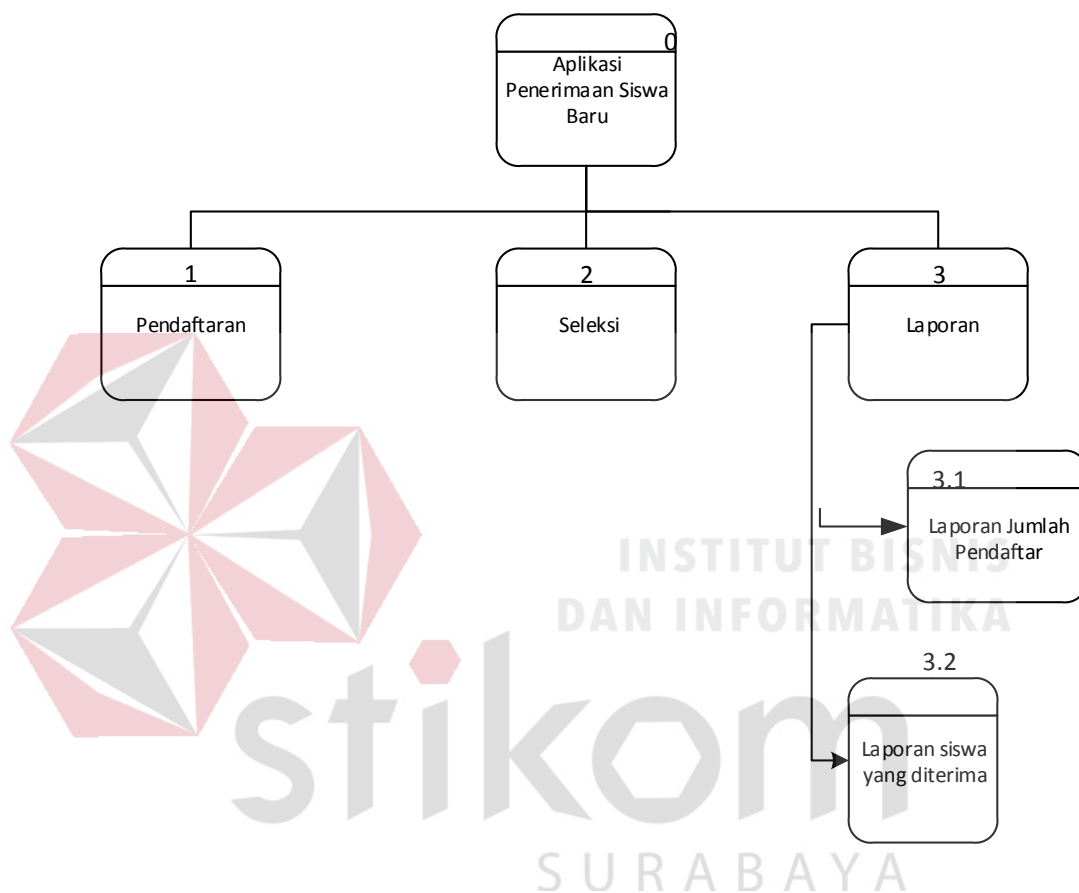 0
Aplikasi
Penerimaan Siswa
Baru
1
Pendaftaran
2
Seleksi
3
Laporan
3.1
Laporan Jumlah
Pendaftar
INSTITUT BISNIS
DAN INFORMATIKA
3.2
Laporan siswa
yang diterima
stikom
SURABAYA